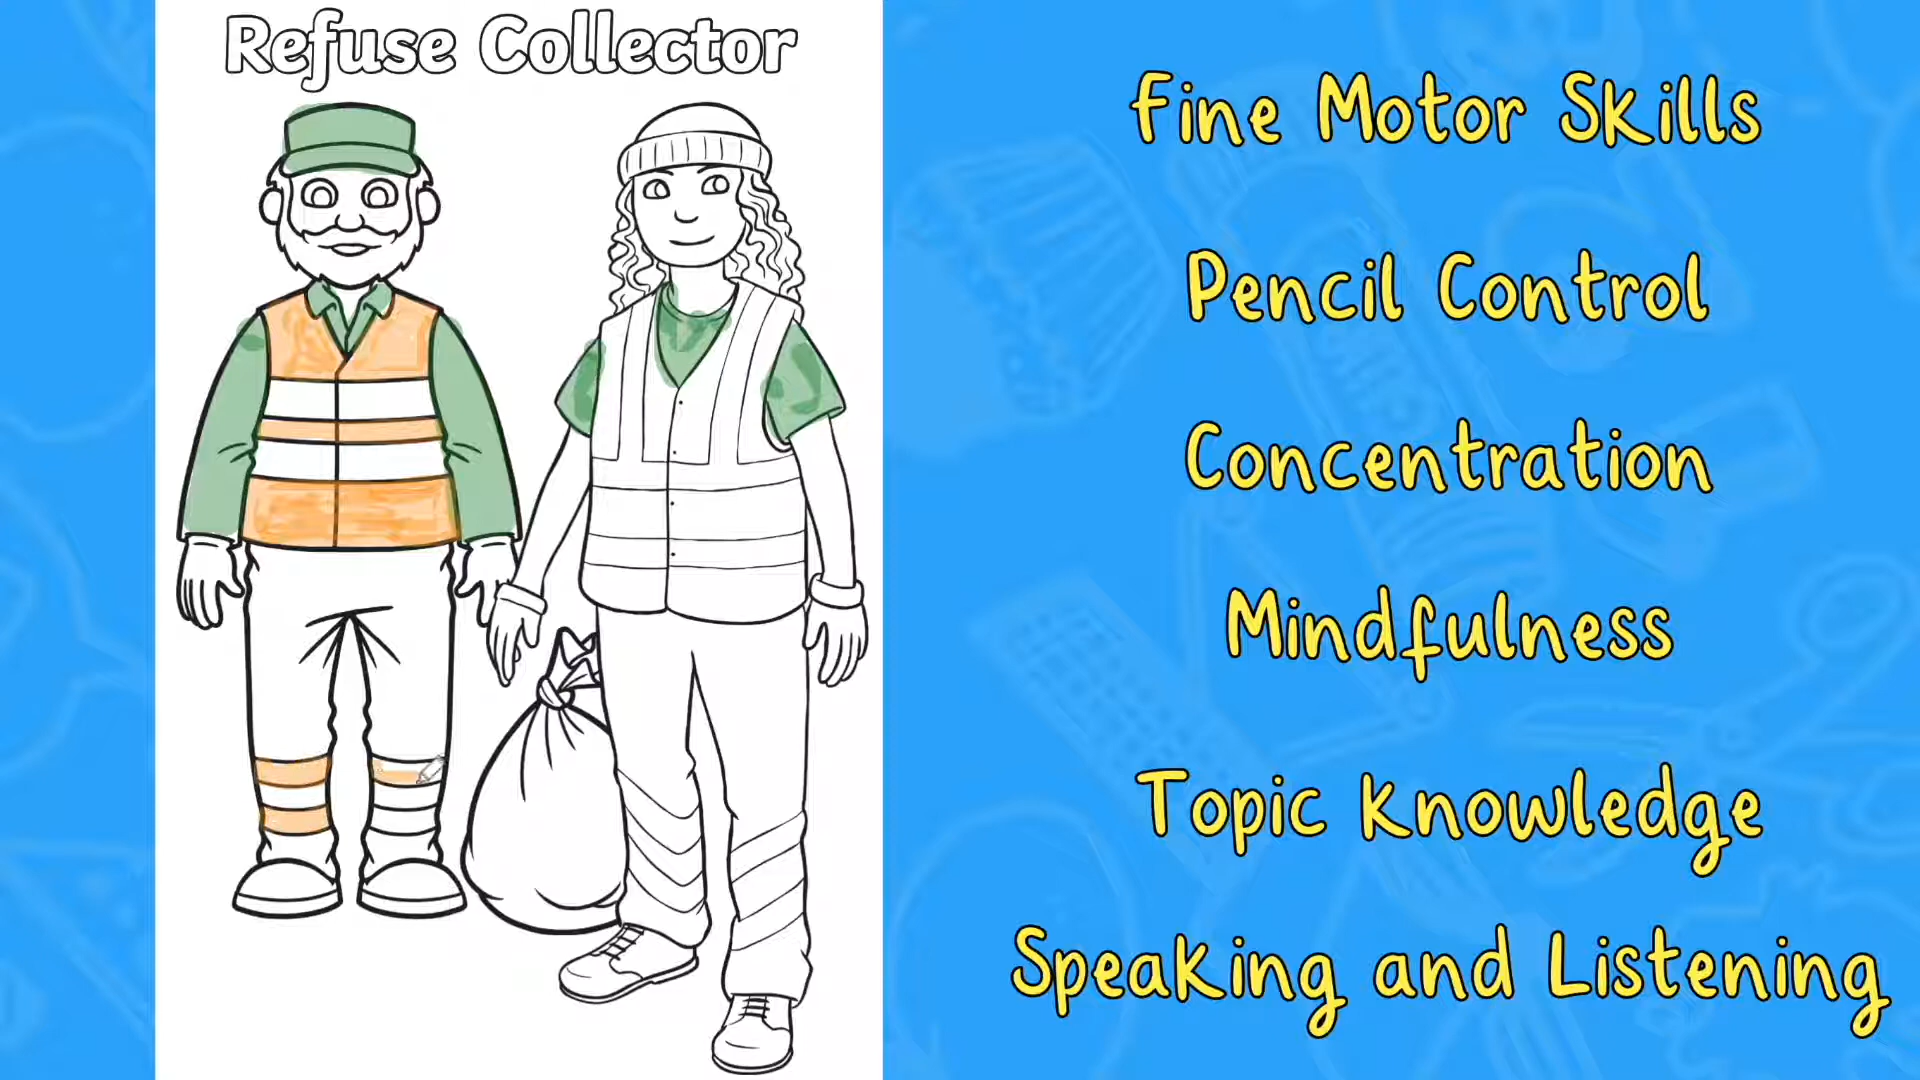 Refuse Collector
Fine Motor Skills
Pencil Control
Concentration
Mindfulness
Topic Knowledge
Speaking and Listening